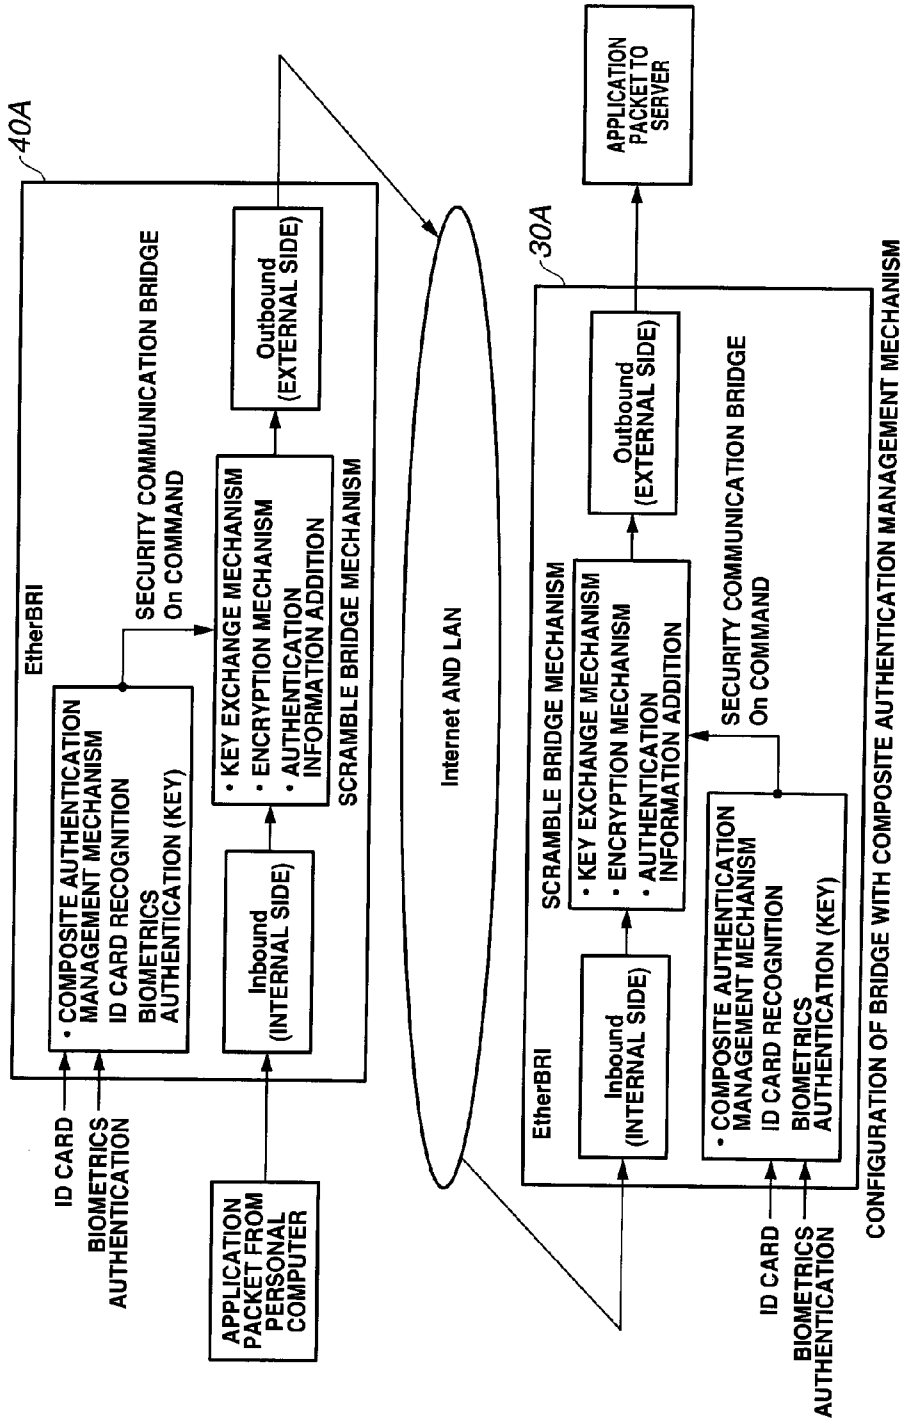 40A
EtherBRI
ID CARD
BIOMETRICS
AUTHENTICATION
• COMPOSITE AUTHENTICATION
MANAGEMENT MECHANISM
ID CARD RECOGNITION
BIOMETRICS
AUTHENTICATION (KEY)
SECURITY COMMUNICATION BRIDGE
On COMMAND
APPLICATION
PACKET FROM
PERSONAL
COMPUTER
Inbound
(INTERNAL SIDE)
• KEY EXCHANGE MECHANISM
• ENCRYPTION MECHANISM
• AUTHENTICATION
INFORMATION ADDITION
SCRAMBLE BRIDGE MECHANISM
Outbound
(EXTERNAL SIDE)
Internet AND LAN
30A
EtherBRI
SCRAMBLE BRIDGE MECHANISM
Inbound
(INTERNAL SIDE)
• KEY EXCHANGE MECHANISM
• ENCRYPTION MECHANISM
• AUTHENTICATION
INFORMATION ADDITION
Outbound
(EXTERNAL SIDE)
APPLICATION
PACKET TO
SERVER
ID CARD
BIOMETRICS
AUTHENTICATION
• COMPOSITE AUTHENTICATION
MANAGEMENT MECHANISM
ID CARD RECOGNITION
BIOMETRICS
AUTHENTICATION (KEY)
SECURITY COMMUNICATION BRIDGE
On COMMAND
CONFIGURATION OF BRIDGE WITH COMPOSITE AUTHENTICATION MANAGEMENT MECHANISM